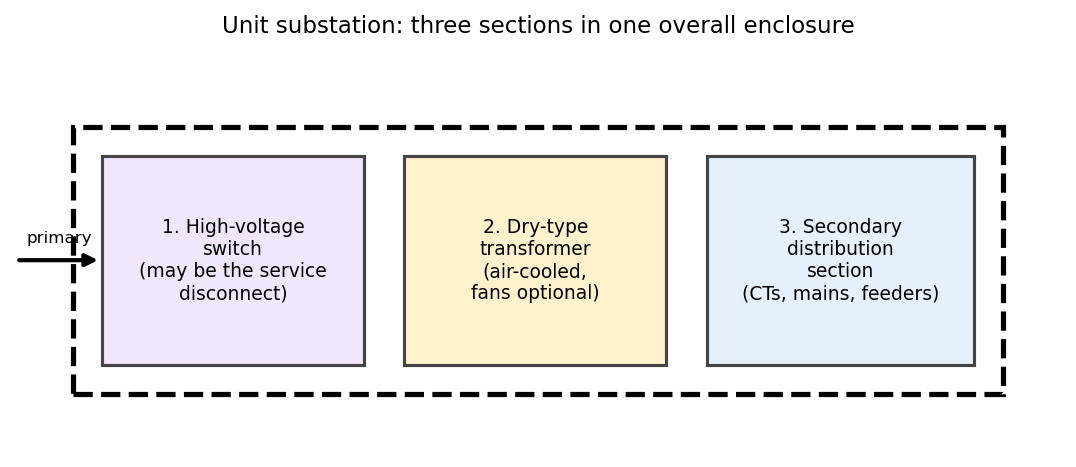 Unit substation: three sections in one overall enclosure
primary
1. High-voltage
switch
(may be the service
disconnect)
2. Dry-type
transformer
(air-cooled,
fans optional)
3. Secondary
distribution
section
(CTs, mains, feeders)